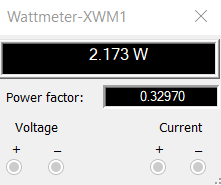 Wattmeter-XWM1
2.173 W
Power factor: 0.32970
Voltage Current
+ – + –